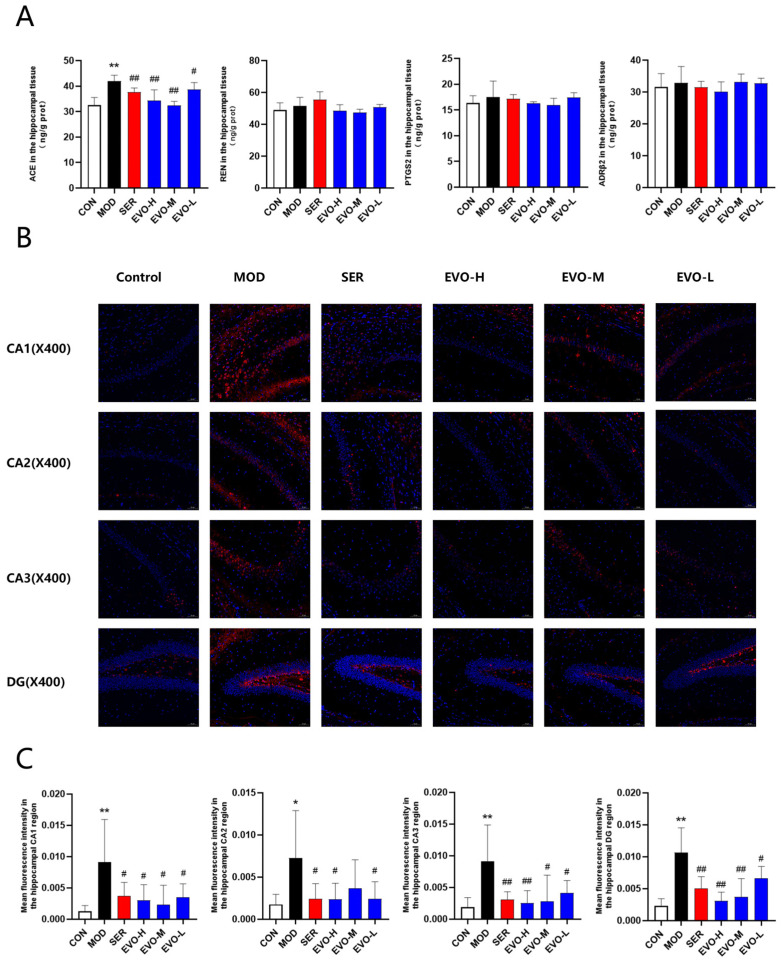 A
ACE in the hippocampal tissue
( ng/g prot)
50
40
30
20
10
0
**
##
##
##
#
CON
MOD
SER
EVO-H
EVO-M
EVO-L
REN in the hippocampal tissue
( ng/g prot)
80
60
40
20
0
CON
MOD
SER
EVO-H
EVO-M
EVO-L
PTGS2 in the hippocampal tissue
( ng/g prot)
25
20
15
10
5
0
CON
MOD
SER
EVO-H
EVO-M
EVO-L
ADRβ2 in the hippocampal tissue
( ng/g prot)
40
30
20
10
0
CON
MOD
SER
EVO-H
EVO-M
EVO-L
B
Control MOD SER EVO-H EVO-M EVO-L
CA1(X400)
CA2(X400)
CA3(X400)
DG(X400)
C
Mean fluorescence intensity in
the hippocampal CA1 region
0.020
0.015
0.010
0.005
0.000
**
#
#
#
#
CON
MOD
SER
EVO-H
EVO-M
EVO-L
Mean fluorescence intensity in
the hippocampal CA2 region
0.015
0.010
0.005
0.000
*
#
#
#
CON
MOD
SER
EVO-H
EVO-M
EVO-L
Mean fluorescence intensity in
the hippocampal CA3 region
0.020
0.015
0.010
0.005
0.000
**
##
##
#
#
CON
MOD
SER
EVO-H
EVO-M
EVO-L
Mean fluorescence intensity in
the hippocampal DG region
0.020
0.015
0.010
0.005
0.000
**
##
##
##
#
CON
MOD
SER
EVO-H
EVO-M
EVO-L